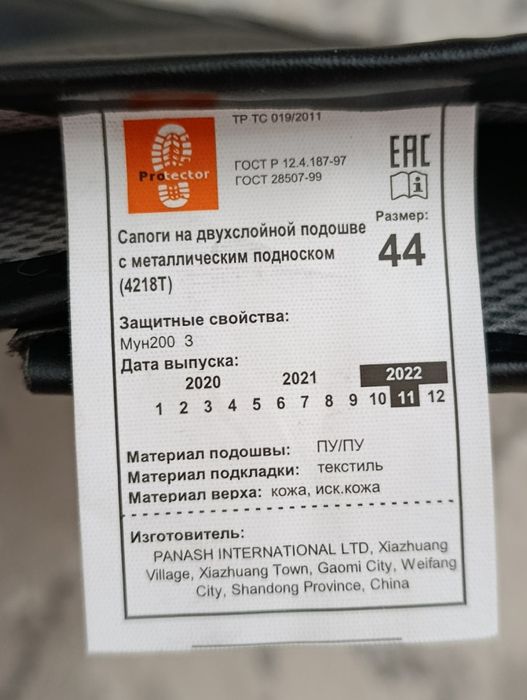 ТР ТС 019/2011
Protector
ГОСТ Р 12.4.187-97
ГОСТ 28507-99
EAC
i
Размер:
44
Сапоги на двухслойной подошве
с металлическим подноском
(4218Т)
Защитные свойства:
Мун200 З
Дата выпуска:
2020 2021 2022
1 2 3 4 5 6 7 8 9 10 11 12
Материал подошвы: ПУ/ПУ
Материал подкладки: текстиль
Материал верха: кожа, иск.кожа
Изготовитель:
PANASH INTERNATIONAL LTD, Xiazhuang
Village, Xiazhuang Town, Gaomi City, Weifang
City, Shandong Province, China